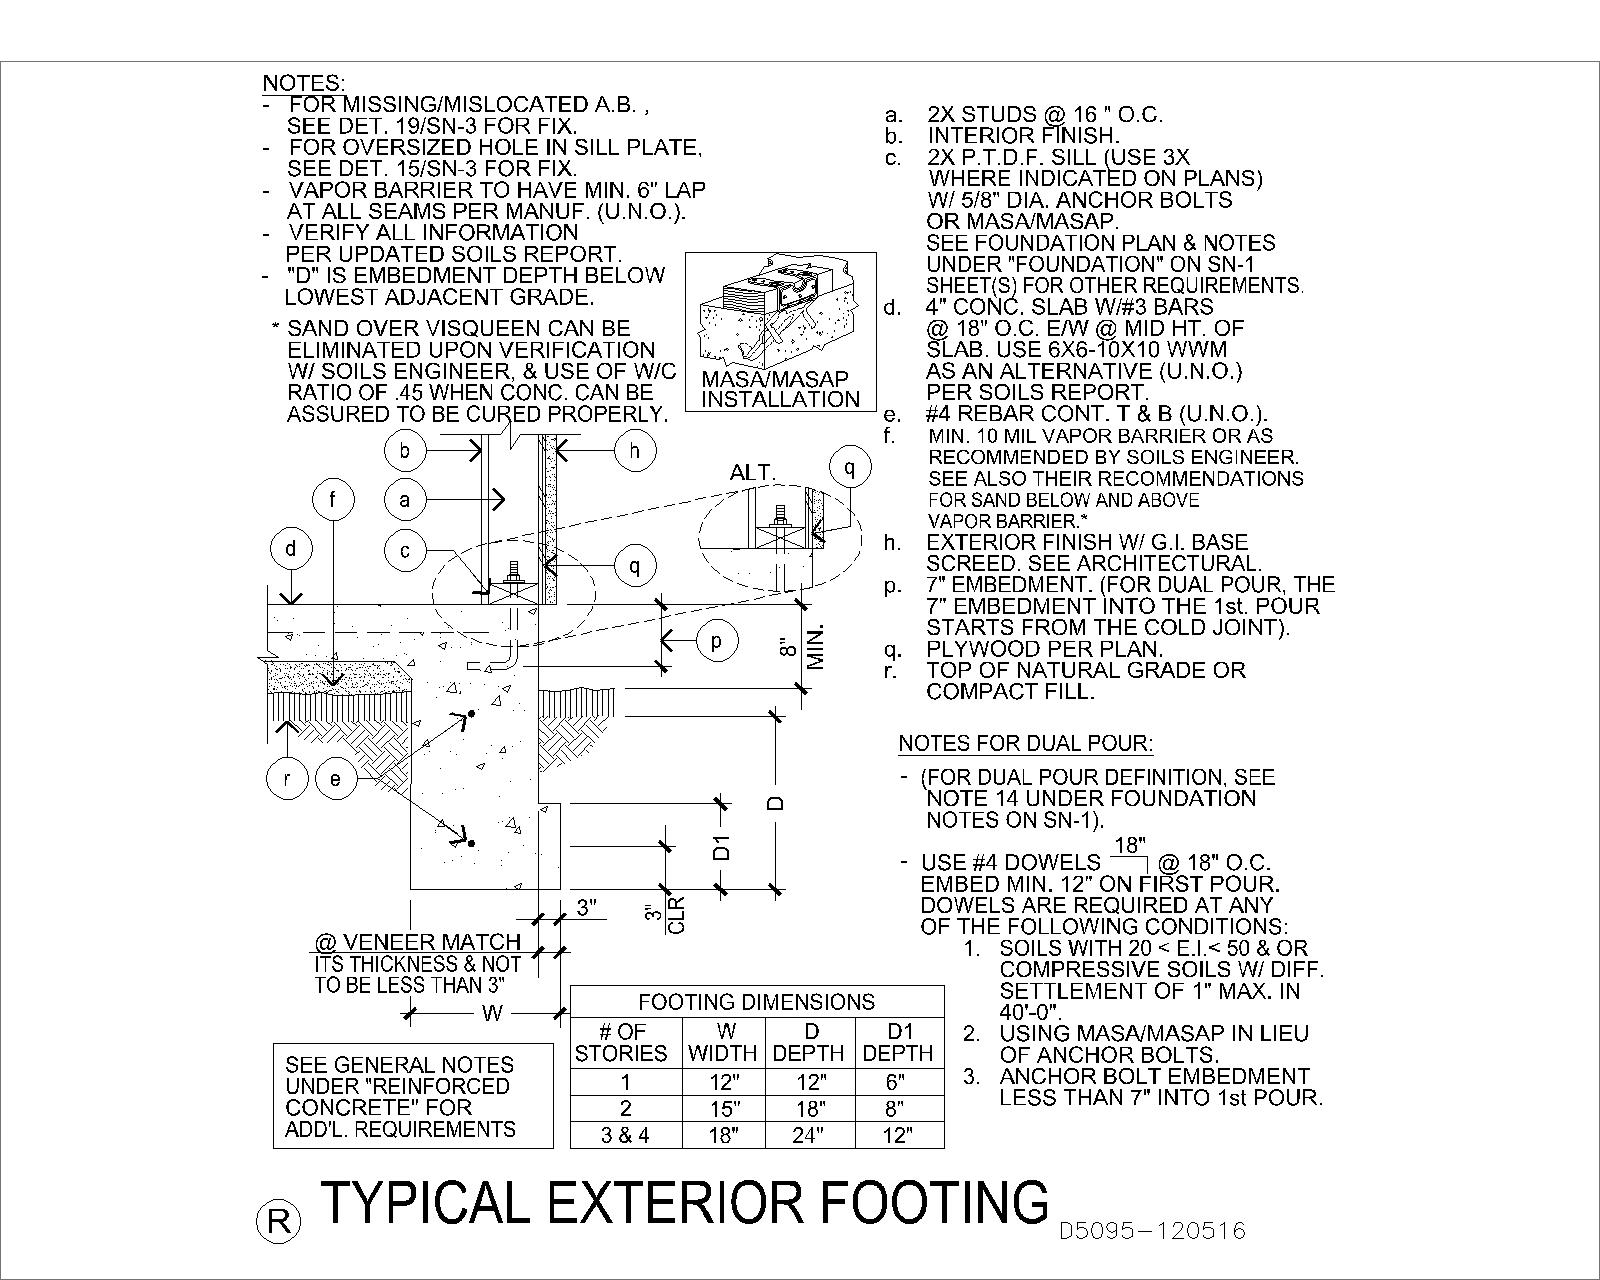 NOTES:
- FOR MISSING/MISLOCATED A.B. ,
SEE DET. 19/SN-3 FOR FIX.
- FOR OVERSIZED HOLE IN SILL PLATE,
SEE DET. 15/SN-3 FOR FIX.
- VAPOR BARRIER TO HAVE MIN. 6" LAP
AT ALL SEAMS PER MANUF. (U.N.O.).
- VERIFY ALL INFORMATION
PER UPDATED SOILS REPORT.
- "D" IS EMBEDMENT DEPTH BELOW
LOWEST ADJACENT GRADE.
* SAND OVER VISQUEEN CAN BE
ELIMINATED UPON VERIFICATION
W/ SOILS ENGINEER, & USE OF W/C
RATIO OF .45 WHEN CONC. CAN BE
ASSURED TO BE CURED PROPERLY.
MASA/MASAP
INSTALLATION
a. 2X STUDS @ 16 " O.C.
b. INTERIOR FINISH.
c. 2X P.T.D.F. SILL (USE 3X
WHERE INDICATED ON PLANS)
W/ 5/8" DIA. ANCHOR BOLTS
OR MASA/MASAP.
SEE FOUNDATION PLAN & NOTES
UNDER "FOUNDATION" ON SN-1
SHEET(S) FOR OTHER REQUIREMENTS.
d. 4" CONC. SLAB W/#3 BARS
@ 18" O.C. E/W @ MID HT. OF
SLAB. USE 6X6-10X10 WWM
AS AN ALTERNATIVE (U.N.O.)
PER SOILS REPORT.
e. #4 REBAR CONT. T & B (U.N.O.).
f. MIN. 10 MIL VAPOR BARRIER OR AS
RECOMMENDED BY SOILS ENGINEER.
SEE ALSO THEIR RECOMMENDATIONS
FOR SAND BELOW AND ABOVE
VAPOR BARRIER.*
h. EXTERIOR FINISH W/ G.I. BASE
SCREED. SEE ARCHITECTURAL.
p. 7" EMBEDMENT. (FOR DUAL POUR, THE
7" EMBEDMENT INTO THE 1st. POUR
STARTS FROM THE COLD JOINT).
q. PLYWOOD PER PLAN.
r. TOP OF NATURAL GRADE OR
COMPACT FILL.
NOTES FOR DUAL POUR:
- (FOR DUAL POUR DEFINITION, SEE
NOTE 14 UNDER FOUNDATION
NOTES ON SN-1).
18"
- USE #4 DOWELS @ 18" O.C.
EMBED MIN. 12" ON FIRST POUR.
DOWELS ARE REQUIRED AT ANY
OF THE FOLLOWING CONDITIONS:
1. SOILS WITH 20 < E.I.< 50 & OR
COMPRESSIVE SOILS W/ DIFF.
SETTLEMENT OF 1" MAX. IN
40'-0".
2. USING MASA/MASAP IN LIEU
OF ANCHOR BOLTS.
3. ANCHOR BOLT EMBEDMENT
LESS THAN 7" INTO 1st POUR.
b
h
ALT.
q
f
a
d
c
q
p
8"
MIN.
r
e
D
D1
3"
3"
CLR
@ VENEER MATCH
ITS THICKNESS & NOT
TO BE LESS THAN 3"
W
FOOTING DIMENSIONS
# OF W D D1
STORIES WIDTH DEPTH DEPTH
1 12" 12" 6"
2 15" 18" 8"
3 & 4 18" 24" 12"
SEE GENERAL NOTES
UNDER "REINFORCED
CONCRETE" FOR
ADD'L. REQUIREMENTS
R TYPICAL EXTERIOR FOOTING
D5095-120516